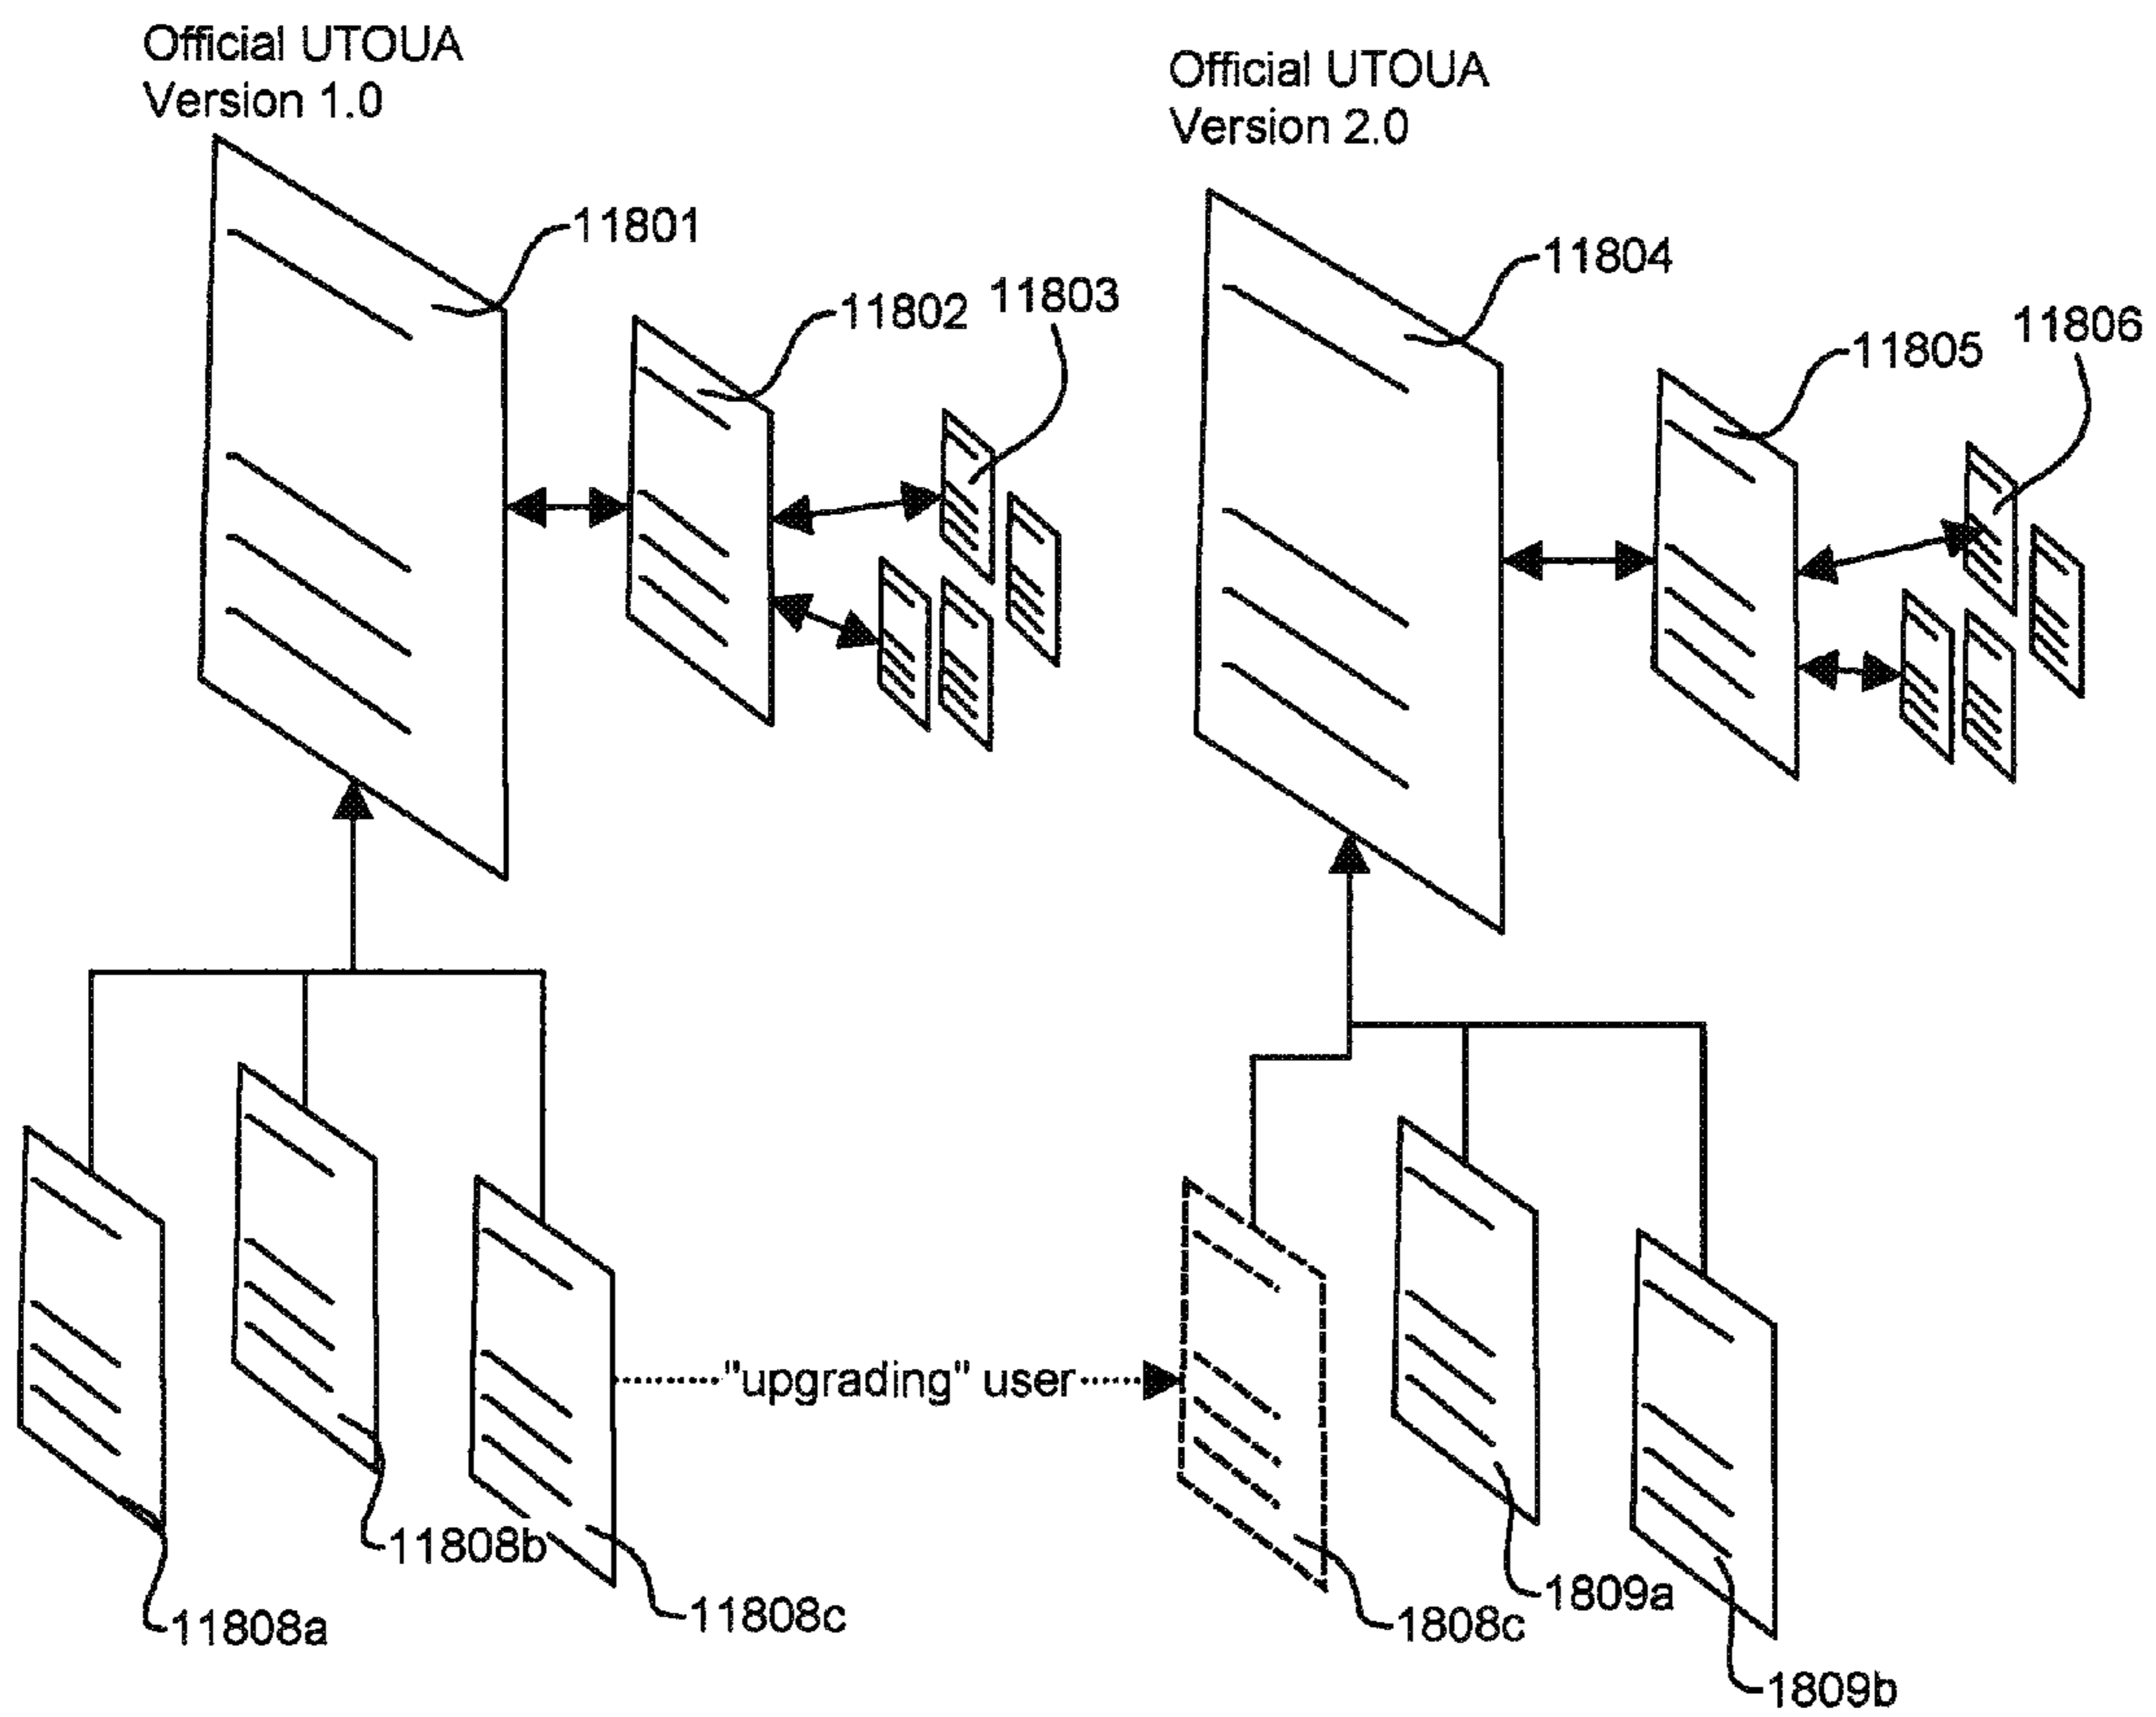 Official UTOUA
Version 1.0
Official UTOUA
Version 2.0
11801
11802
11803
11804
11805
11806
"upgrading" user
11808a
11808b
11808c
1808c
1809a
1809b